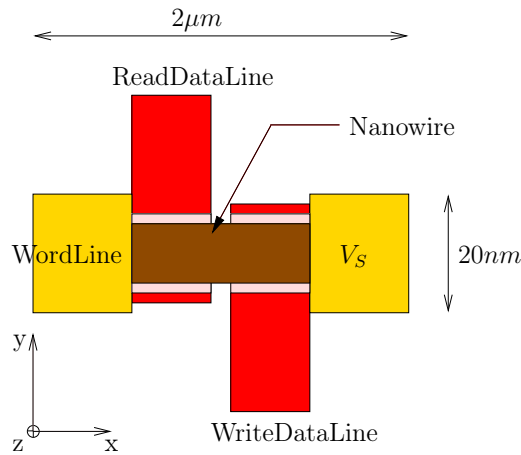 2μm
ReadDataLine
Nanowire
WordLine
V_S
20nm
y
z
x
WriteDataLine